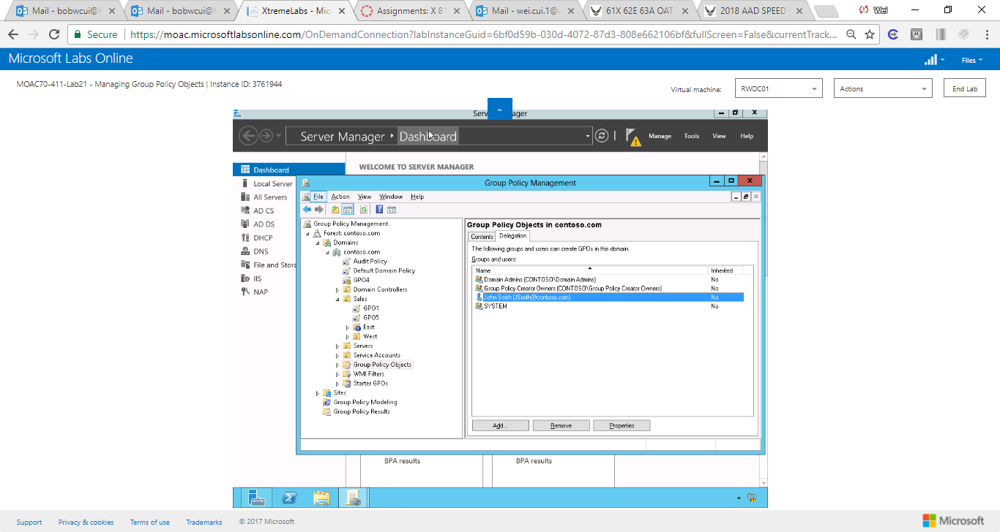 Mail - bobwcui@h
Mail - bobwcui@h
XtremeLabs - Mic
Assignments: X 81
Mail - wei.cui.1@u
61X 62E 63A OAT
2018 AAD SPEED
Wei
Secure
https://moac.microsoftlabsonline.com/OnDemandConnection?labInstanceGuid=6bf0d59b-030d-4072-87d3-808e662106bf&fullScreen=False&currentTrack...
Microsoft Labs Online
Files
MOAC70-411-Lab21 - Managing Group Policy Objects | Instance ID: 3761944
Virtual machine:
RWDC01
Actions
End Lab
Serv ager
Server Manager
Dashboard
Manage
Tools
View
Help
Dashboard
Local Server
All Servers
AD CS
AD DS
DHCP
DNS
File and Stora
IIS
NAP
WELCOME TO SERVER MANAGER
Group Policy Management
File
Action
View
Window
Help
Group Policy Management
Forest: contoso.com
Domains
contoso.com
Audit Policy
Default Domain Policy
GPO4
Domain Controllers
Sales
GPO1
GPO5
East
West
Servers
Service Accounts
Group Policy Objects
WMI Filters
Starter GPOs
Sites
Group Policy Modeling
Group Policy Results
Group Policy Objects in contoso.com
Contents
Delegation
The following groups and users can create GPOs in this domain.
Groups and users:
Name
Inherited
Domain Admins (CONTOSO\Domain Admins)
No
Group Policy Creator Owners (CONTOSO\Group Policy Creator Owners)
No
John Smith (JSmith@contoso.com)
No
SYSTEM
No
Add...
Remove
Properties
BPA results
BPA results
Support
Privacy & cookies
Terms of use
Trademarks
© 2017 Microsoft
Microsoft